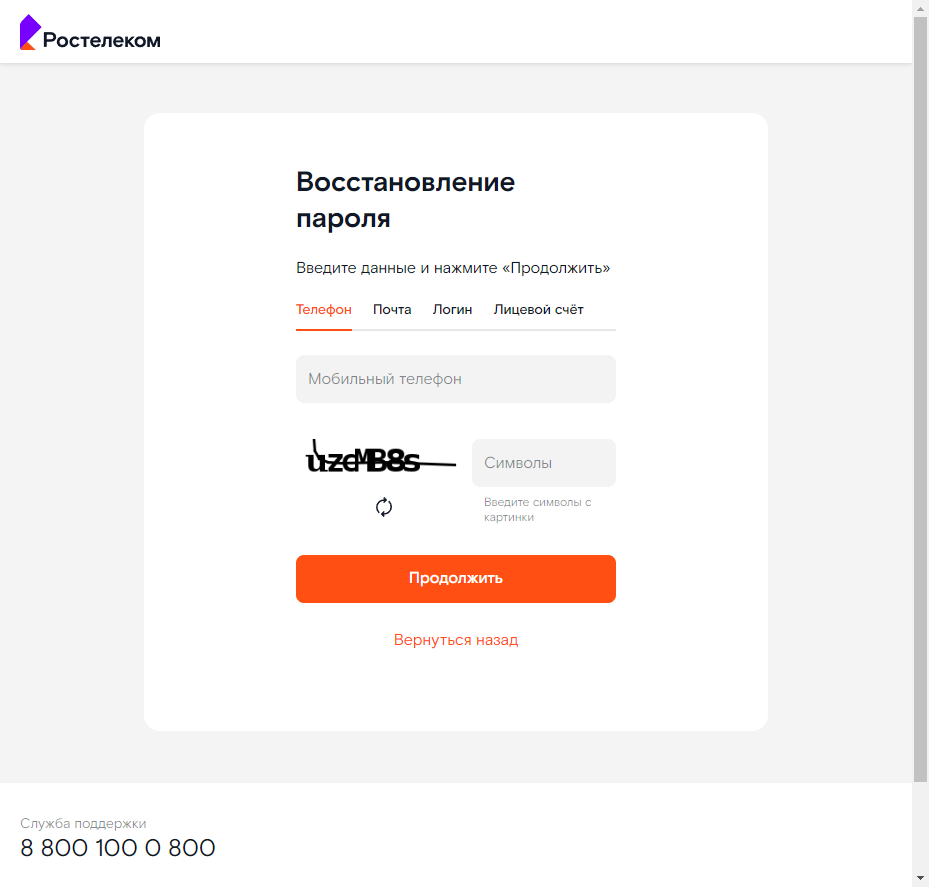 Ростелеком
Восстановление
пароля
Введите данные и нажмите «Продолжить»
Телефон Почта Логин Лицевой счёт
Мобильный телефон
Символы
Введите символы с
картинки
Продолжить
Вернуться назад
Служба поддержки
8 800 100 0 800